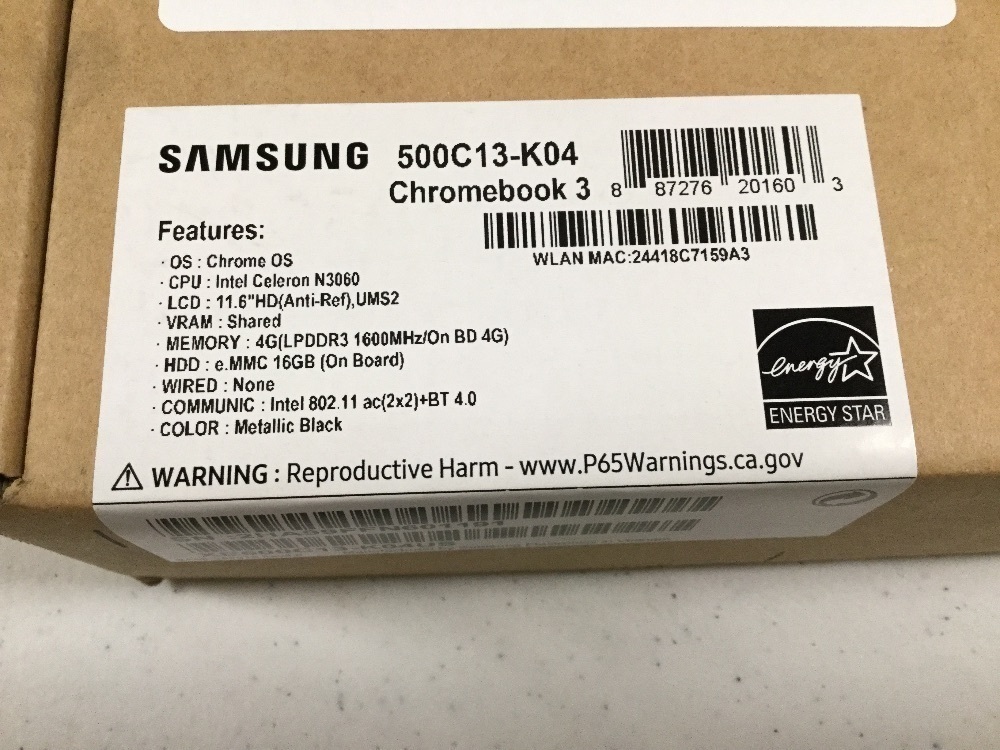 SAMSUNG 500C13-K04
Chromebook 3
8 87276 20160 3
WLAN MAC:24418C7159A3
Features:
· OS : Chrome OS
· CPU : Intel Celeron N3060
· LCD : 11.6"HD(Anti-Ref),UMS2
· VRAM : Shared
· MEMORY : 4G(LPDDR3 1600MHz/On BD 4G)
· HDD : e.MMC 16GB (On Board)
· WIRED : None
· COMMUNIC : Intel 802.11 ac(2x2)+BT 4.0
· COLOR : Metallic Black
energy
ENERGY STAR
WARNING : Reproductive Harm - www.P65Warnings.ca.gov